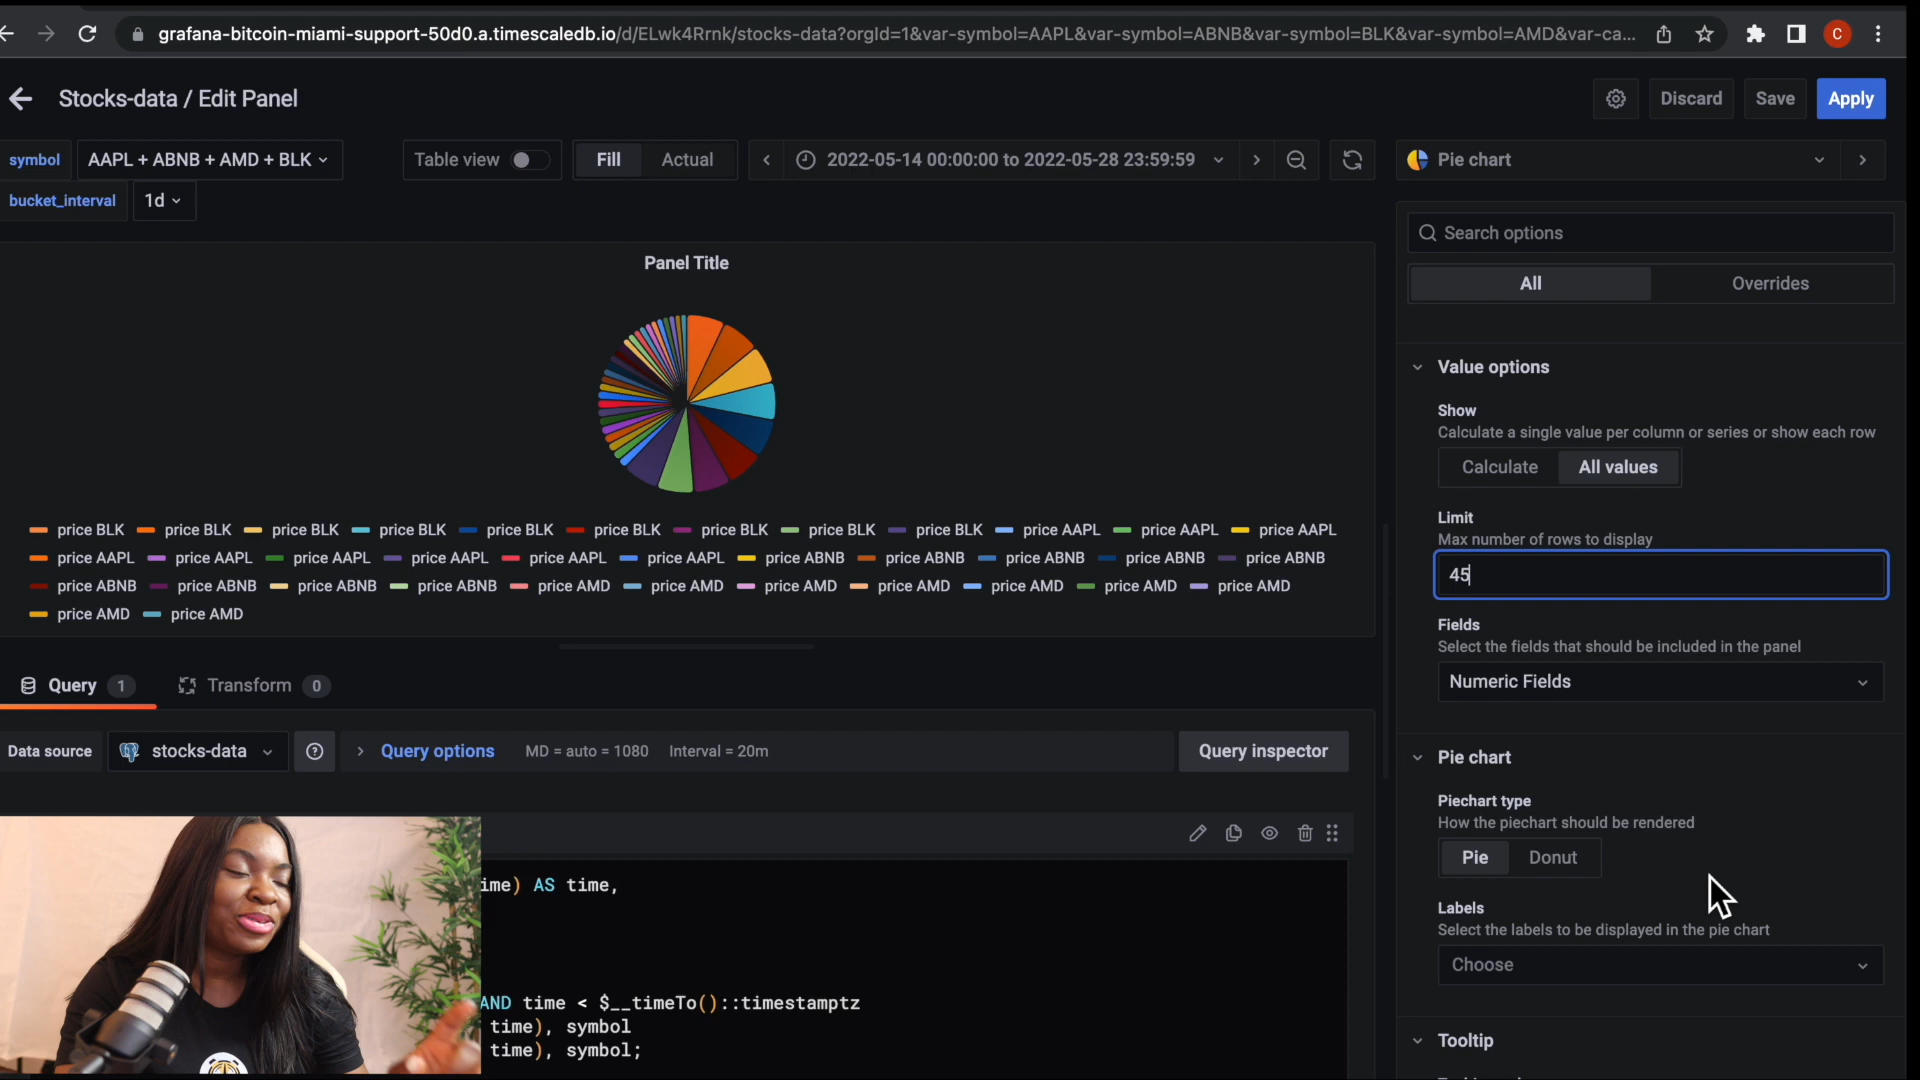 grafana-bitcoin-miami-support-50d0.a.timescaledb.io/d/ELwk4Rrnk/stocks-data?orgId=1&var-symbol=AAPL&var-symbol=ABNB&var-symbol=BLK&var-symbol=AMD&var-ca... C
Stocks-data / Edit Panel Discard Save Apply
symbol AAPL + ABNB + AMD + BLK Table view Fill Actual 2022-05-14 00:00:00 to 2022-05-28 23:59:59 Pie chart
bucket_interval 1d
Search options
Panel Title
All Overrides
Value options
Show
Calculate a single value per column or series or show each row
Calculate All values
Limit
Max number of rows to display
45
Fields
Select the fields that should be included in the panel
Numeric Fields
Pie chart
Piechart type
How the piechart should be rendered
Pie Donut
Labels
Select the labels to be displayed in the pie chart
Choose
Tooltip
price BLK price BLK price BLK price BLK price BLK price BLK price BLK price BLK price BLK price AAPL price AAPL price AAPL
price AAPL price AAPL price AAPL price AAPL price AAPL price AAPL price ABNB price ABNB price ABNB price ABNB price ABNB
price ABNB price ABNB price ABNB price ABNB price AMD price AMD price AMD price AMD price AMD price AMD price AMD
price AMD price AMD
Query 1 Transform 0
Data source stocks-data Query options MD = auto = 1080 Interval = 20m Query inspector
ime) AS time,
AND time < $__timeTo()::timestamptz
time), symbol
time), symbol;